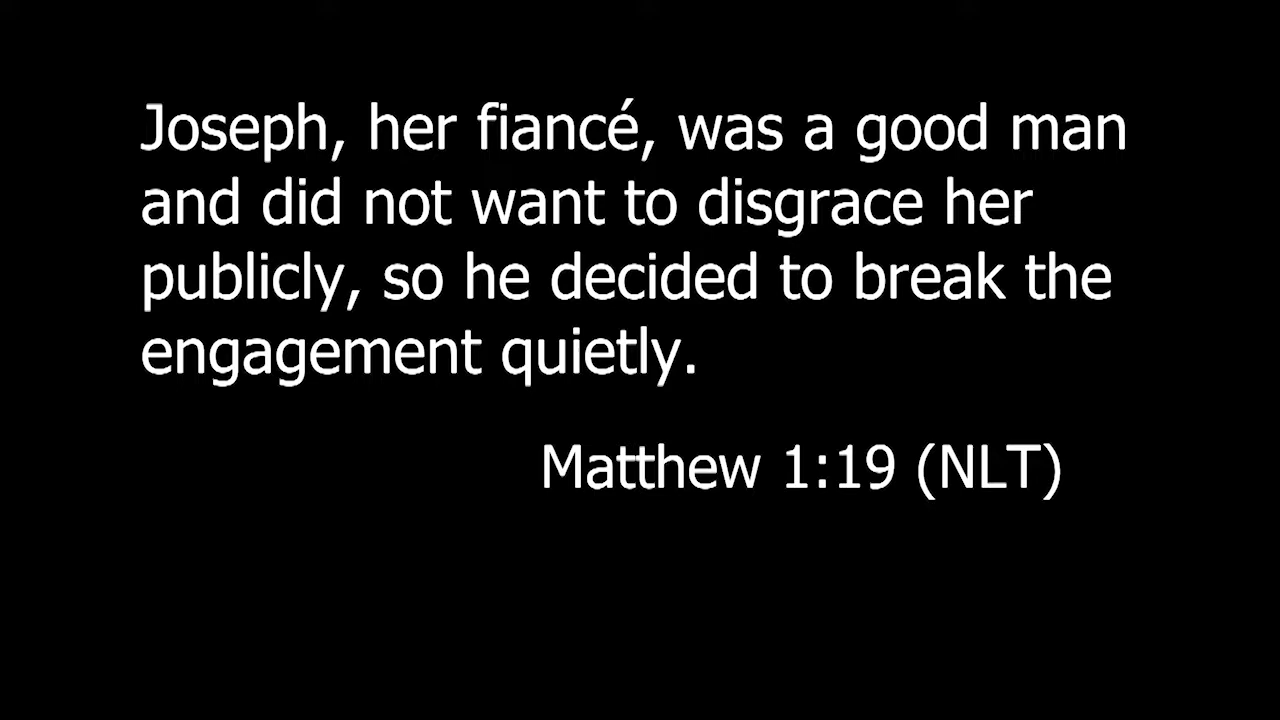 Joseph, her fiancé, was a good man
and did not want to disgrace her
publicly, so he decided to break the
engagement quietly.
Matthew 1:19 (NLT)